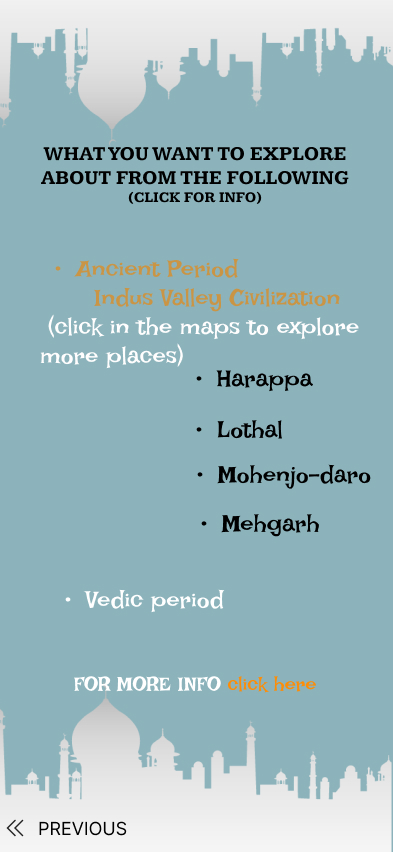 WHAT YOU WANT TO EXPLORE
ABOUT FROM THE FOLLOWING
(CLICK FOR INFO)
• Ancient Period
Indus Valley Civilization
(click in the maps to explore
more places)
• Harappa
• Lothal
• Mohenjo-daro
• Mehgarh
• Vedic period
FOR MORE INFO click here
PREVIOUS